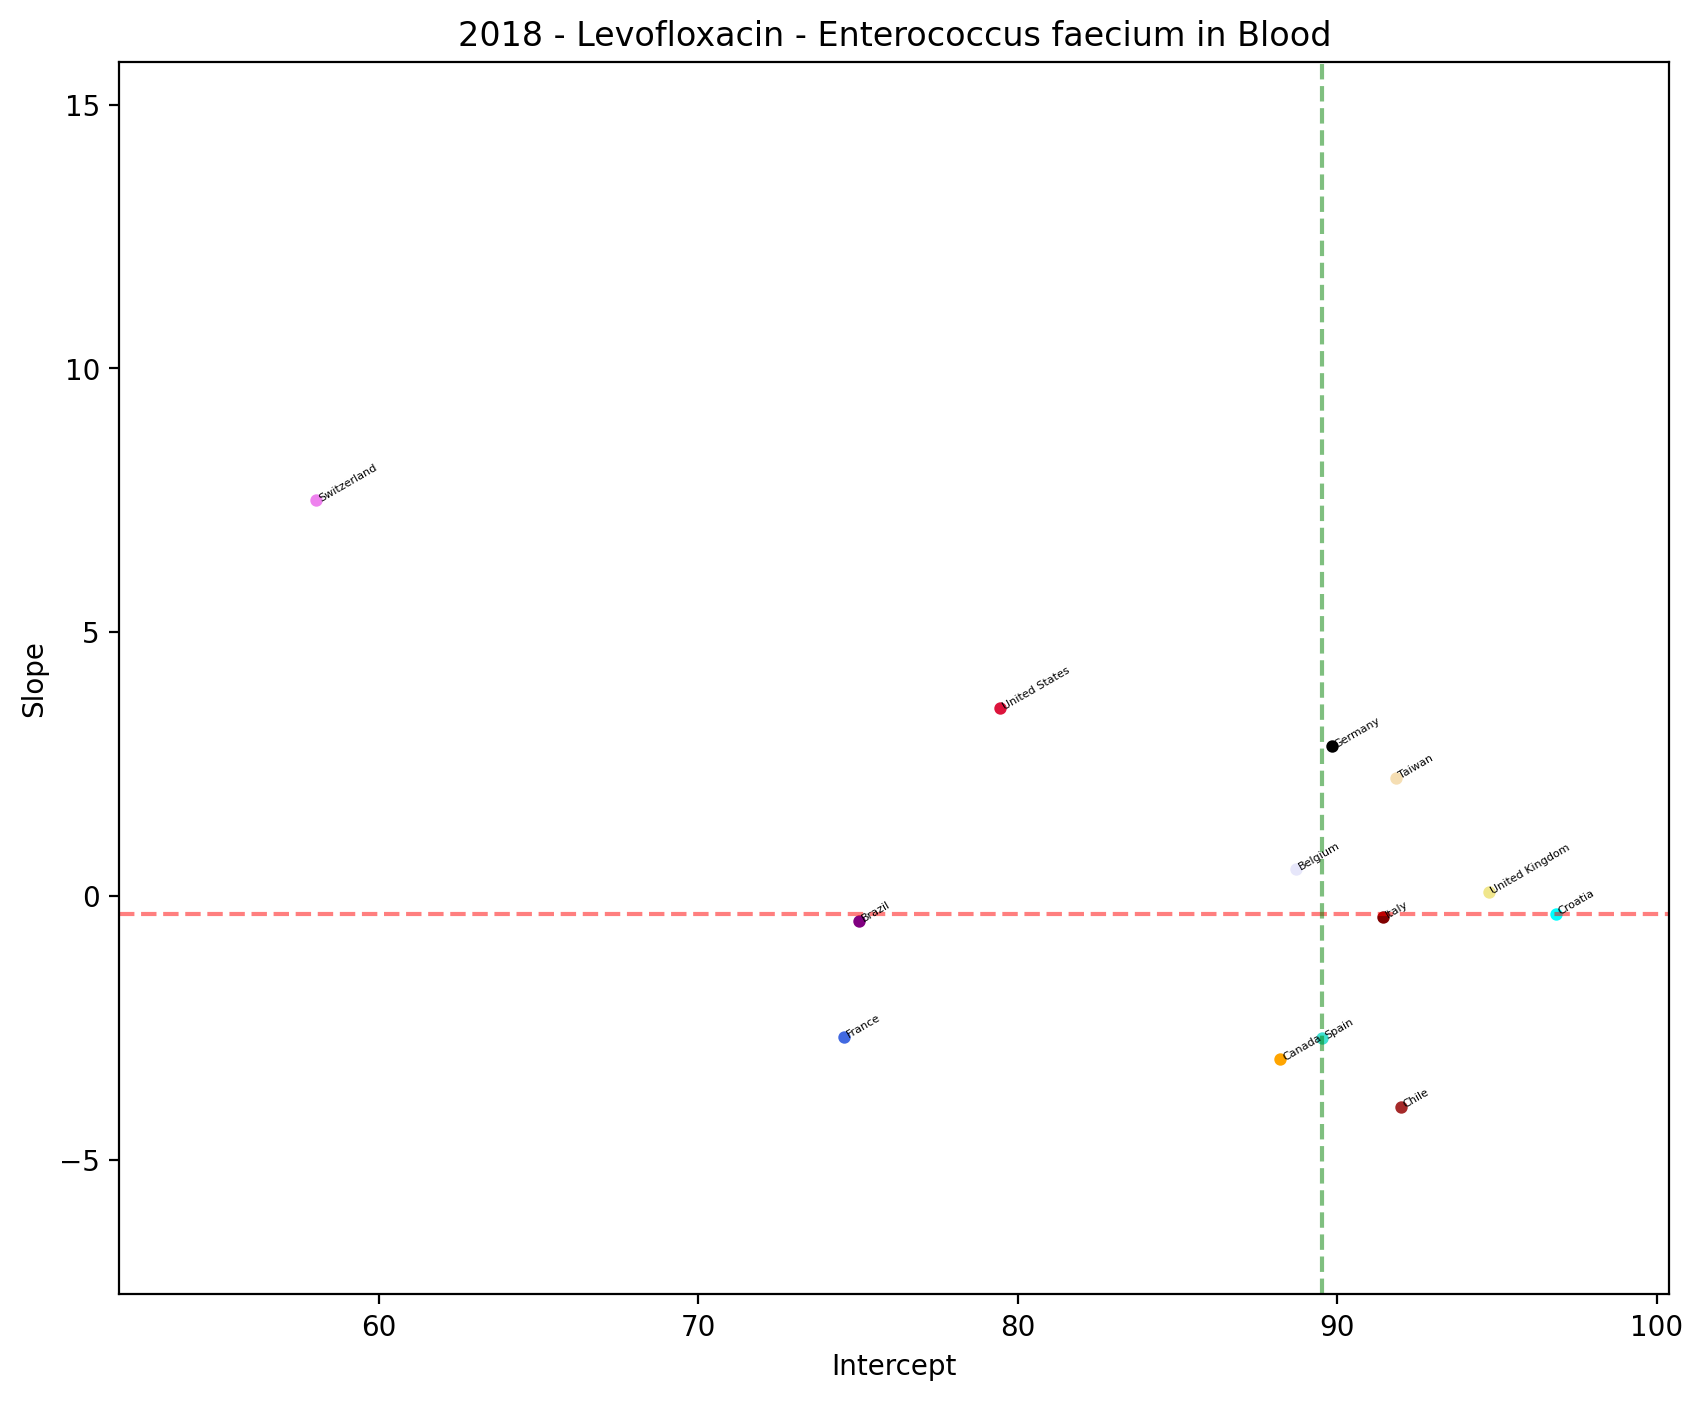 2018 - Levofloxacin - Enterococcus faecium in Blood
15
10
5
0
−5
Slope
Switzerland
United States
Germany
Taiwan
Belgium
United Kingdom
Brazil
Italy
Croatia
France
Canada
Spain
Chile
60
70
80
90
100
Intercept